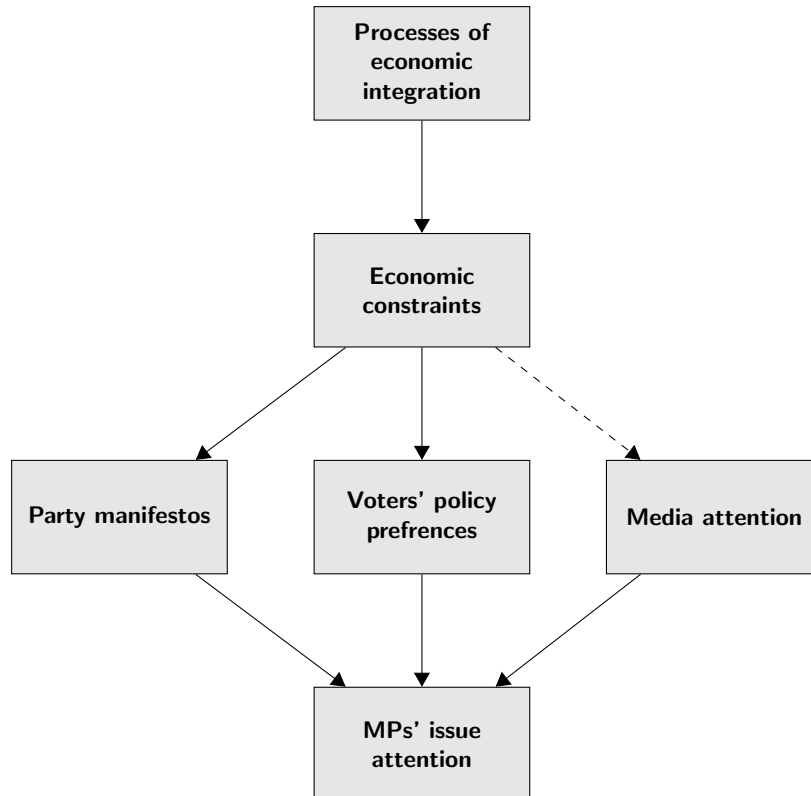 Processes of
economic
integration
Economic
constraints
Party manifestos
Voters' policy
prefrences
Media attention
MPs' issue
attention